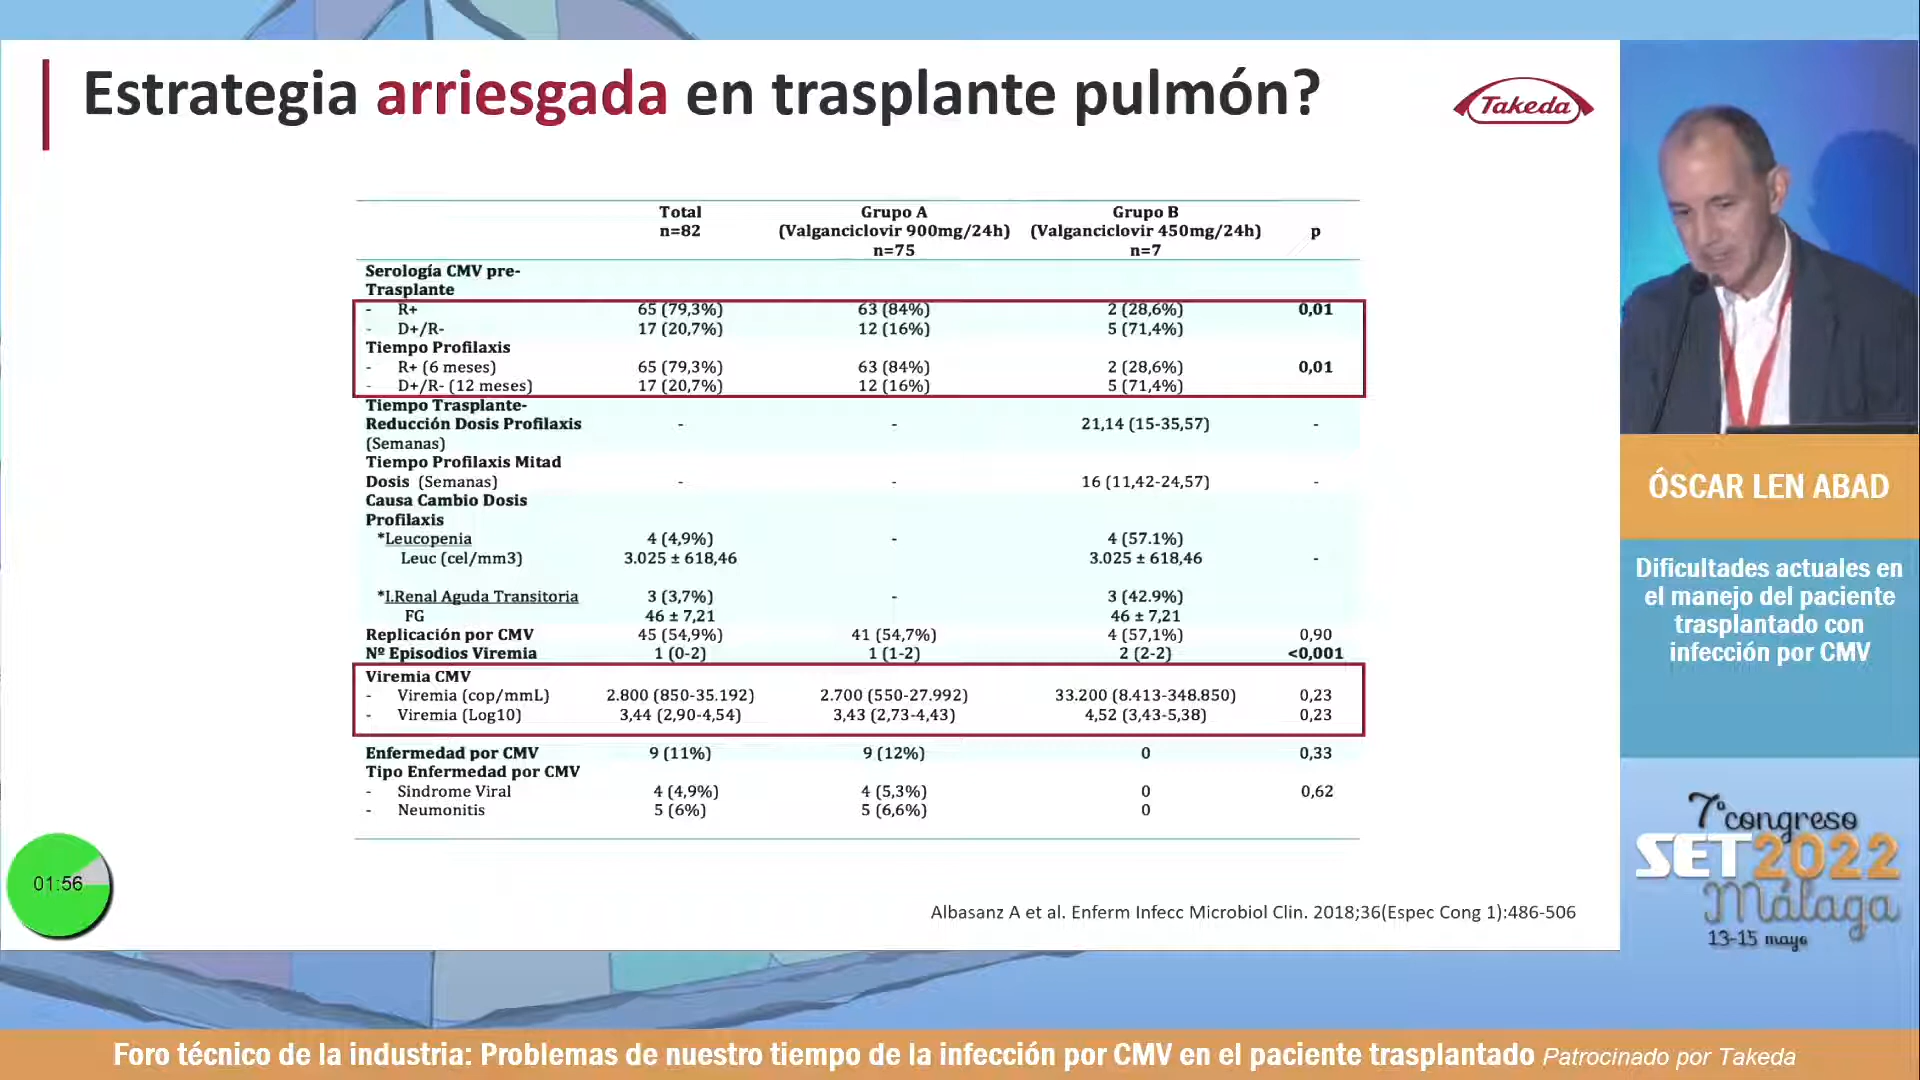 Estrategia arriesgada en trasplante pulmón?
Takeda
Total Grupo A Grupo B
n=82 (Valganciclovir 900mg/24h) (Valganciclovir 450mg/24h) p
n=75 n=7
Serología CMV pre-
Trasplante
- R+ 65 (79,3%) 63 (84%) 2 (28,6%) 0,01
- D+/R- 17 (20,7%) 12 (16%) 5 (71,4%)
Tiempo Profilaxis
- R+ (6 meses) 65 (79,3%) 63 (84%) 2 (28,6%) 0,01
- D+/R- (12 meses) 17 (20,7%) 12 (16%) 5 (71,4%)
Tiempo Trasplante-
Reducción Dosis Profilaxis - - 21,14 (15-35,57) -
(Semanas)
Tiempo Profilaxis Mitad
Dosis (Semanas) - - 16 (11,42-24,57) -
Causa Cambio Dosis
Profilaxis
*Leucopenia 4 (4,9%) - 4 (57.1%)
Leuc (cel/mm3) 3.025 ± 618,46 3.025 ± 618,46 -
*I.Renal Aguda Transitoria 3 (3,7%) - 3 (42.9%)
FG 46 ± 7,21 46 ± 7,21
Replicación por CMV 45 (54,9%) 41 (54,7%) 4 (57,1%) 0,90
Nº Episodios Viremia 1 (0-2) 1 (1-2) 2 (2-2) <0,001
Viremia CMV
- Viremia (cop/mmL) 2.800 (850-35.192) 2.700 (550-27.992) 33.200 (8.413-348.850) 0,23
- Viremia (Log10) 3,44 (2,90-4,54) 3,43 (2,73-4,43) 4,52 (3,43-5,38) 0,23
Enfermedad por CMV 9 (11%) 9 (12%) 0 0,33
Tipo Enfermedad por CMV
- Sindrome Viral 4 (4,9%) 4 (5,3%) 0 0,62
- Neumonitis 5 (6%) 5 (6,6%) 0
01:56
Albasanz A et al. Enferm Infecc Microbiol Clin. 2018;36(Espec Cong 1):486-506
ÓSCAR LEN ABAD
Dificultades actuales en
el manejo del paciente
trasplantado con
infección por CMV
7º congreso
SET2022
Málaga
13-15 mayo
Foro técnico de la industria: Problemas de nuestro tiempo de la infección por CMV en el paciente trasplantado Patrocinado por Takeda